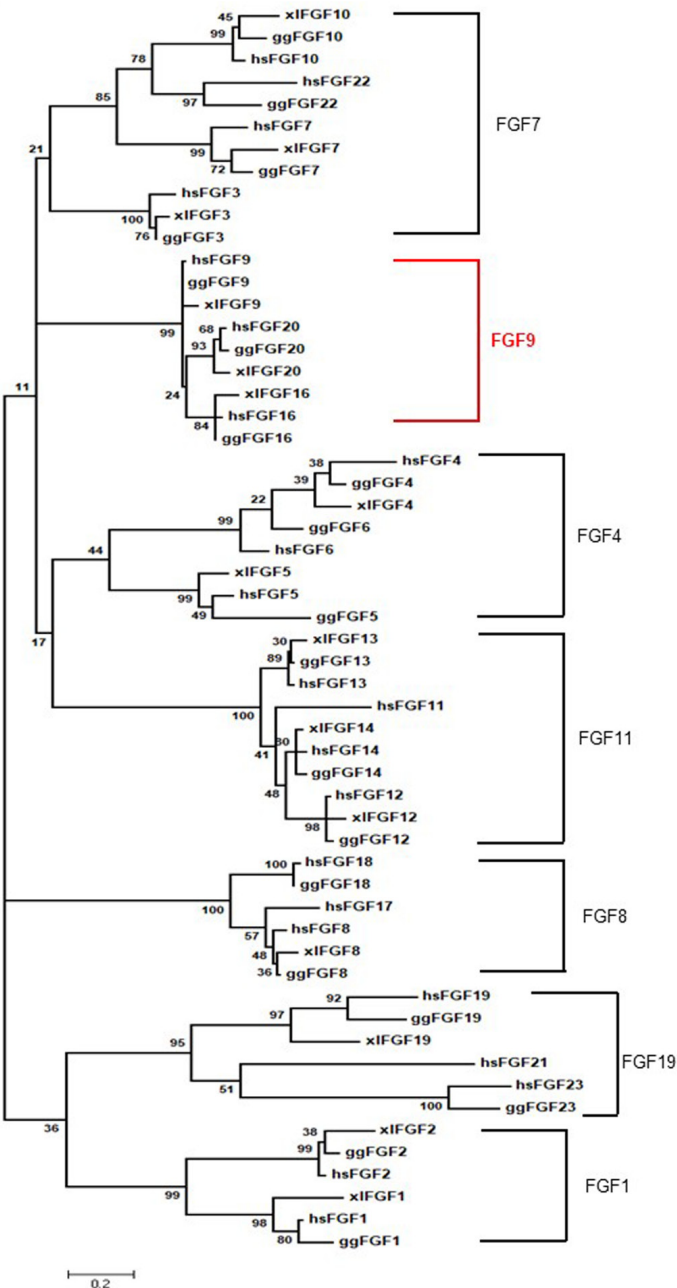 45
xlFGF10
99
ggFGF10
hsFGF10
78
hsFGF22
97
ggFGF22
85
hsFGF7
99
xlFGF7
72
ggFGF7
21
hsFGF3
100
xlFGF3
76
ggFGF3
FGF7
hsFGF9
ggFGF9
xlFGF9
99
68
hsFGF20
93
ggFGF20
xlFGF20
24
xlFGF16
84
hsFGF16
ggFGF16
FGF9
11
38
hsFGF4
39
ggFGF4
22
xlFGF4
99
ggFGF6
hsFGF6
44
xlFGF5
99
hsFGF5
49
ggFGF5
FGF4
17
30
xlFGF13
89
ggFGF13
hsFGF13
100
hsFGF11
80
xlFGF14
41
hsFGF14
ggFGF14
48
hsFGF12
98
xlFGF12
ggFGF12
FGF11
100
hsFGF18
ggFGF18
100
hsFGF17
57
hsFGF8
48
xlFGF8
36
ggFGF8
FGF8
92
hsFGF19
97
ggFGF19
xlFGF19
95
hsFGF21
51
hsFGF23
100
ggFGF23
FGF19
36
38
xlFGF2
99
ggFGF2
hsFGF2
99
xlFGF1
98
hsFGF1
80
ggFGF1
FGF1
0.2